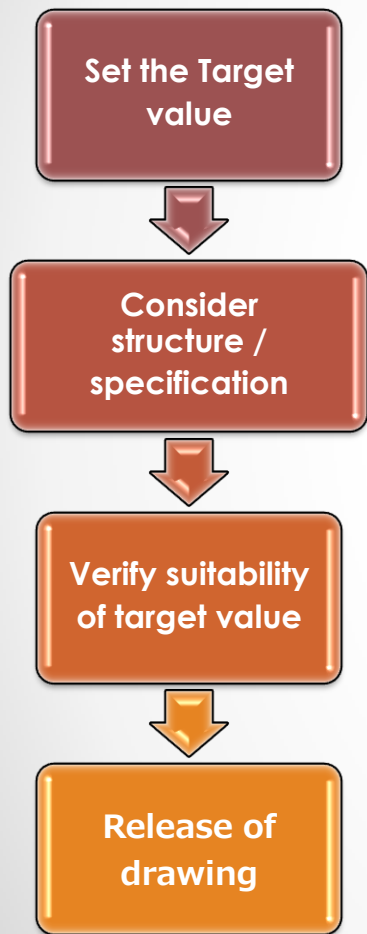 Set the Target
value
Consider
structure /
specification
Verify suitability
of target value
Release of
drawing